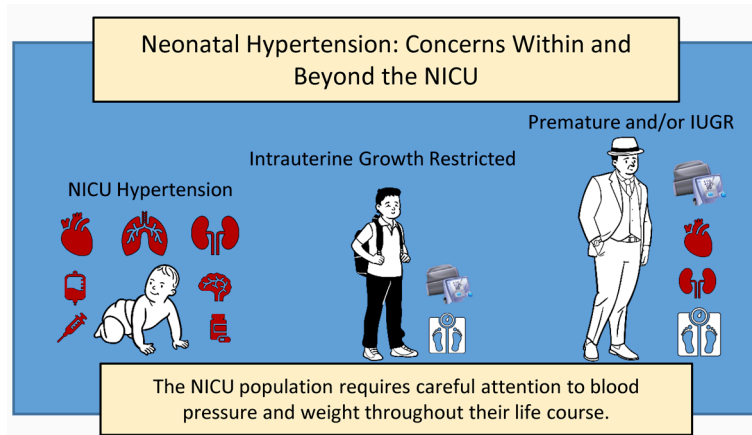 Neonatal Hypertension: Concerns Within and
Beyond the NICU
Premature and/or IUGR
Intrauterine Growth Restricted
NICU Hypertension
The NICU population requires careful attention to blood
pressure and weight throughout their life course.